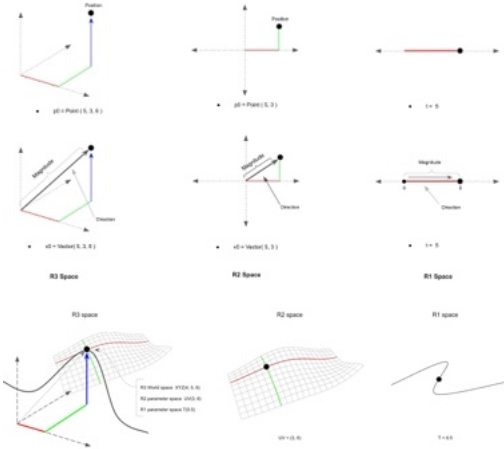 Position
Position
p0 = Point ( 5, 3, 6 )
p0 = Point ( 5, 3 )
t = 5
Magnitude
Direction
Magnitude
Direction
Magnitude
0
5
Direction
v0 = Vector( 5, 3, 6 )
v0 = Vector( 5, 3 )
t = 5
R3 Space
R2 Space
R1 Space
R3 space
R2 space
R1 space
R3 World space
R2 parameter space
R1 parameter space